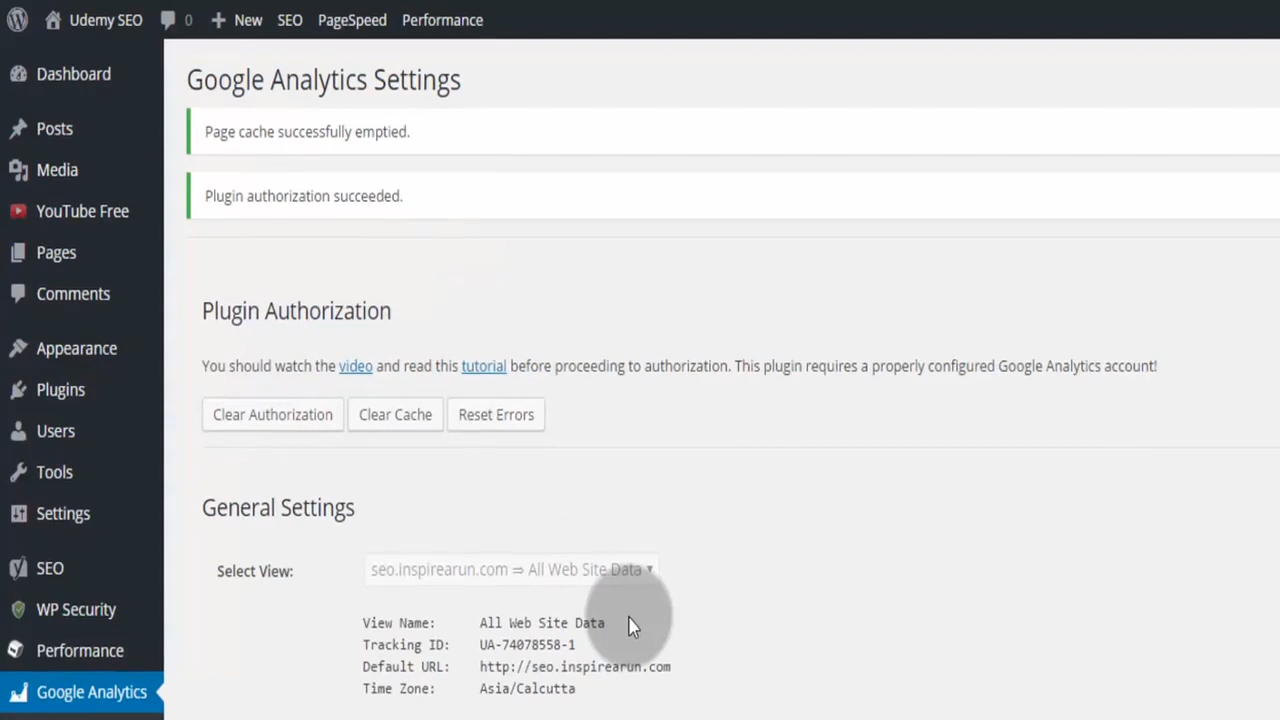 Udemy SEO 0 New SEO PageSpeed Performance
Dashboard
Posts
Media
YouTube Free
Pages
Comments
Appearance
Plugins
Users
Tools
Settings
SEO
WP Security
Performance
Google Analytics
Google Analytics Settings
Page cache successfully emptied.
Plugin authorization succeeded.
Plugin Authorization
You should watch the video and read this tutorial before proceeding to authorization. This plugin requires a properly configured Google Analytics account!
Clear Authorization Clear Cache Reset Errors
General Settings
Select View: seo.inspirearun.com ⇒ All Web Site Data
View Name: All Web Site Data
Tracking ID: UA-74078558-1
Default URL: http://seo.inspirearun.com
Time Zone: Asia/Calcutta